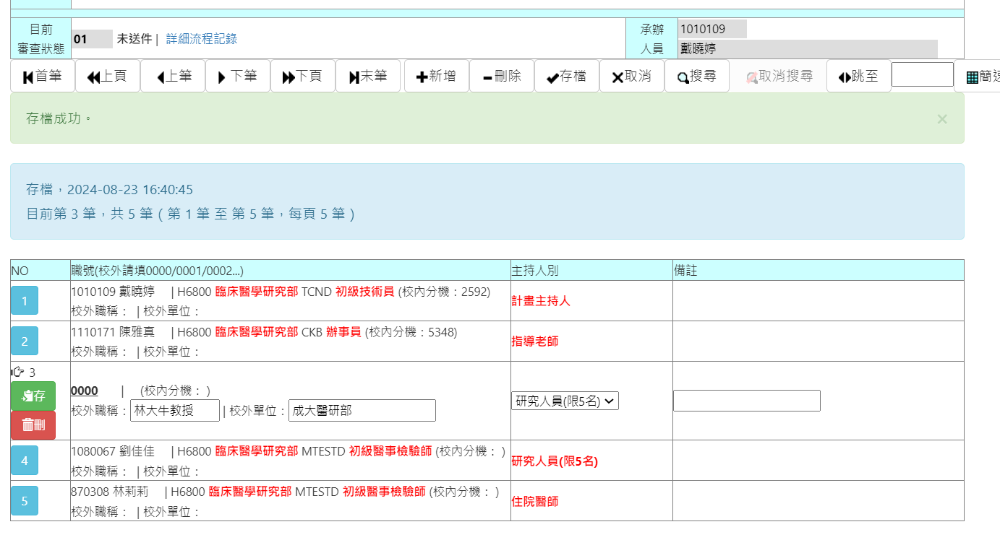 目前
審查狀態
01 未送件 | 詳細流程記錄
承辦
人員
1010109
戴曉婷
首筆 上頁 上筆 下筆 下頁 末筆 新增 刪除 存檔 取消 搜尋 取消搜尋 跳至
存檔成功。 ×
存檔，2024-08-23 16:40:45
目前第 3 筆，共 5 筆 ( 第 1 筆 至 第 5 筆，每頁 5 筆 )
NO 職號(校外請填0000/0001/0002...) 主持人別 備註
1 1010109 戴曉婷 | H6800 臨床醫學研究部 TCND 初級技術員 (校內分機：2592) 計畫主持人
校外職稱： | 校外單位：
2 1110171 陳雅真 | H6800 臨床醫學研究部 CKB 辦事員 (校內分機：5348) 指導老師
校外職稱： | 校外單位：
3
存
刪
0000 | (校內分機： )
校外職稱：林大牛教授 | 校外單位：成大醫研部
研究人員(限5名)
4 1080067 劉佳佳 | H6800 臨床醫學研究部 MTESTD 初級醫事檢驗師 (校內分機： ) 研究人員(限5名)
校外職稱： | 校外單位：
5 870308 林莉莉 | H6800 臨床醫學研究部 MTESTD 初級醫事檢驗師 (校內分機： ) 住院醫師
校外職稱： | 校外單位：